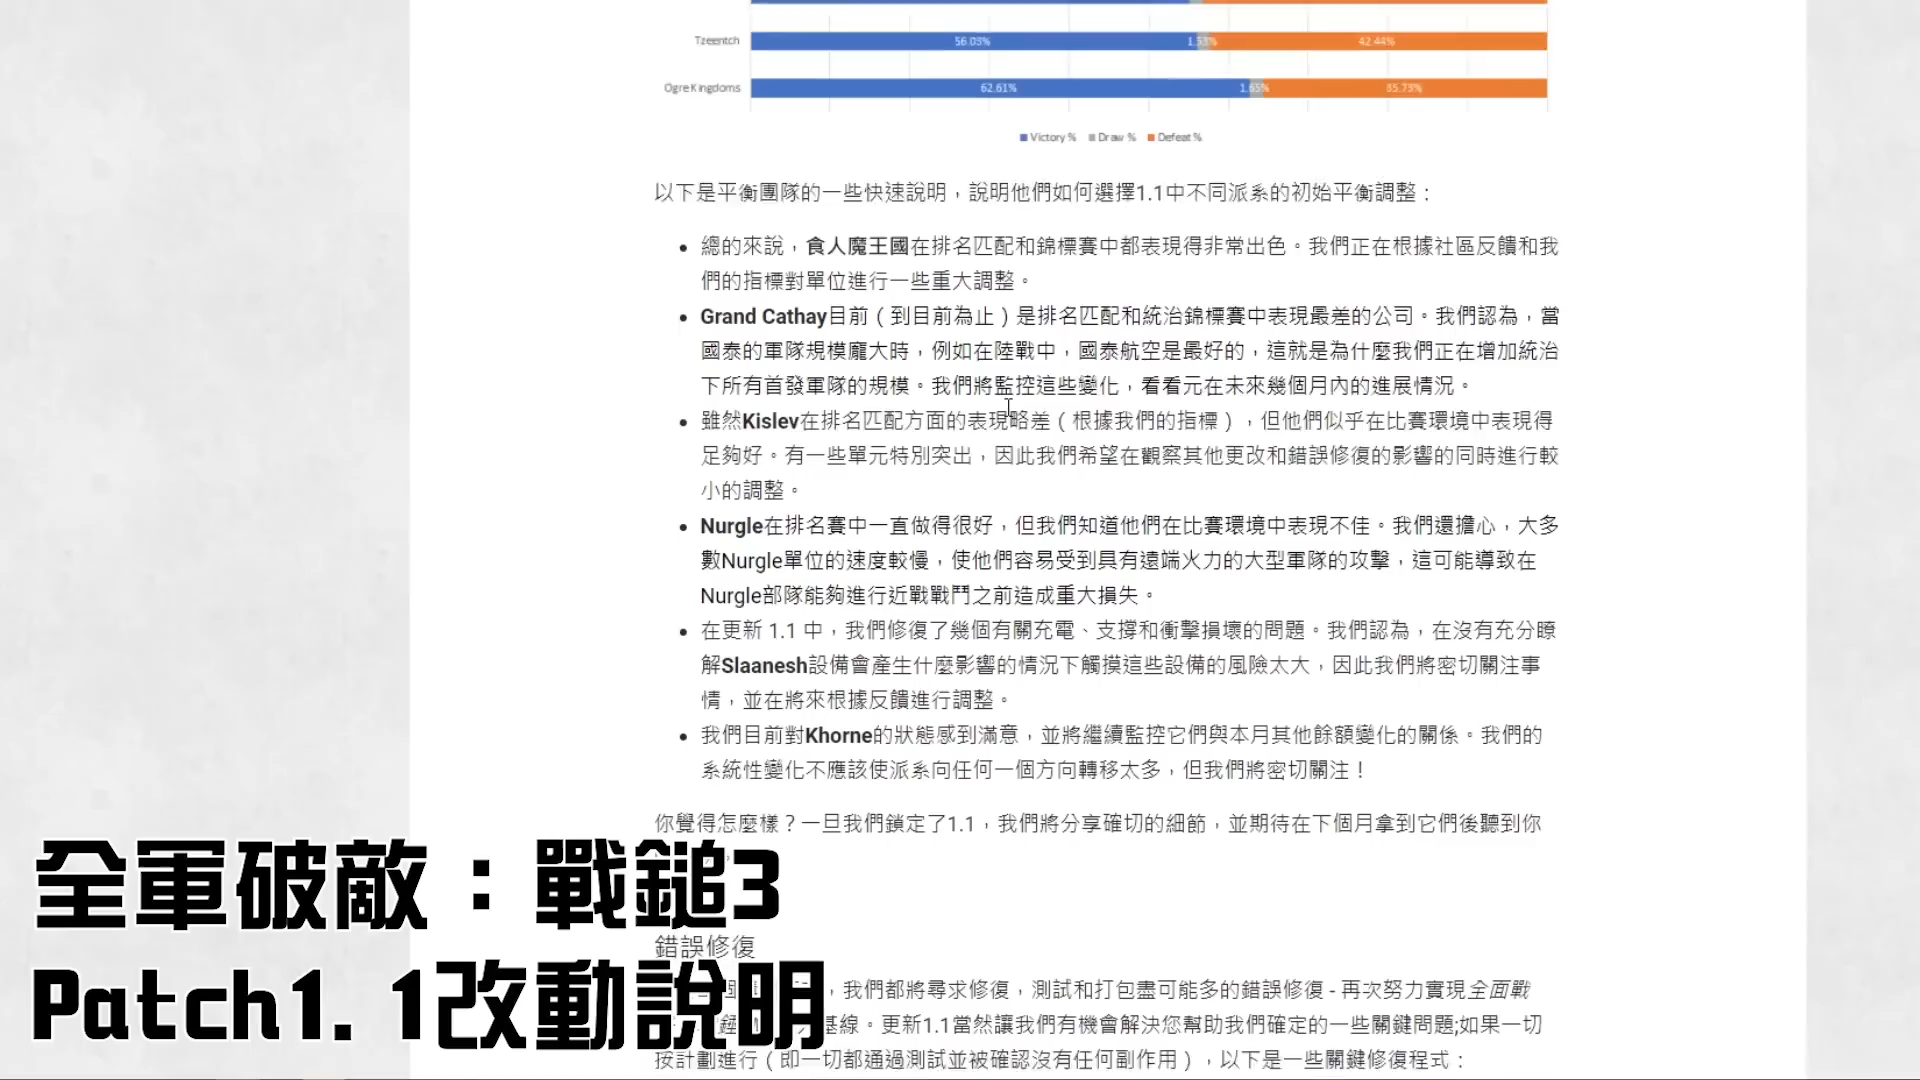 Tzeentch 56.03% 1.53% 42.44%
Ogre Kingdoms 62.61% 1.65% 35.73%
Victory % Draw % Defeat %
以下是平衡團隊的一些快速說明，說明他們如何選擇1.1中不同派系的初始平衡調整：
• 總的來說，食人魔王國在排名匹配和錦標賽中都表現得非常出色。我們正在根據社區反饋和我
們的指標對單位進行一些重大調整。
• Grand Cathay目前（到目前為止）是排名匹配和統治錦標賽中表現最差的公司。我們認為，當
國泰的軍隊規模龐大時，例如在陸戰中，國泰航空是最好的，這就是為什麼我們正在增加統治
下所有首發軍隊的規模。我們將監控這些變化，看看元在未來幾個月內的進展情況。
• 雖然Kislev在排名匹配方面的表現略差（根據我們的指標），但他們似乎在比賽環境中表現得
足夠好。有一些單元特別突出，因此我們希望在觀察其他更改和錯誤修復的影響的同時進行較
小的調整。
• Nurgle在排名賽中一直做得很好，但我們知道他們在比賽環境中表現不佳。我們還擔心，大多
數Nurgle單位的速度較慢，使他們容易受到具有遠端火力的大型軍隊的攻擊，這可能導致在
Nurgle部隊能夠進行近戰戰鬥之前造成重大損失。
• 在更新 1.1 中，我們修復了幾個有關充電、支撐和衝擊損壞的問題。我們認為，在沒有充分瞭
解Slaanesh設備會產生什麼影響的情況下觸摸這些設備的風險太大，因此我們將密切關注事
情，並在將來根據反饋進行調整。
• 我們目前對Khorne的狀態感到滿意，並將繼續監控它們與本月其他餘額變化的關係。我們的
系統性變化不應該使派系向任何一個方向轉移太多，但我們將密切關注！
你覺得怎麼樣？一旦我們鎖定了1.1，我們將分享確切的細節，並期待在下個月拿到它們後聽到你
全軍破敵：戰鎚3
錯誤修復
Patch1.1改動說明
，我們都將尋求修復，測試和打包盡可能多的錯誤修復 - 再次努力實現全面戰
基線。更新1.1當然讓我們有機會解決您幫助我們確定的一些關鍵問題;如果一切
按計劃進行（即一切都通過測試並被確認沒有任何副作用），以下是一些關鍵修復程式：